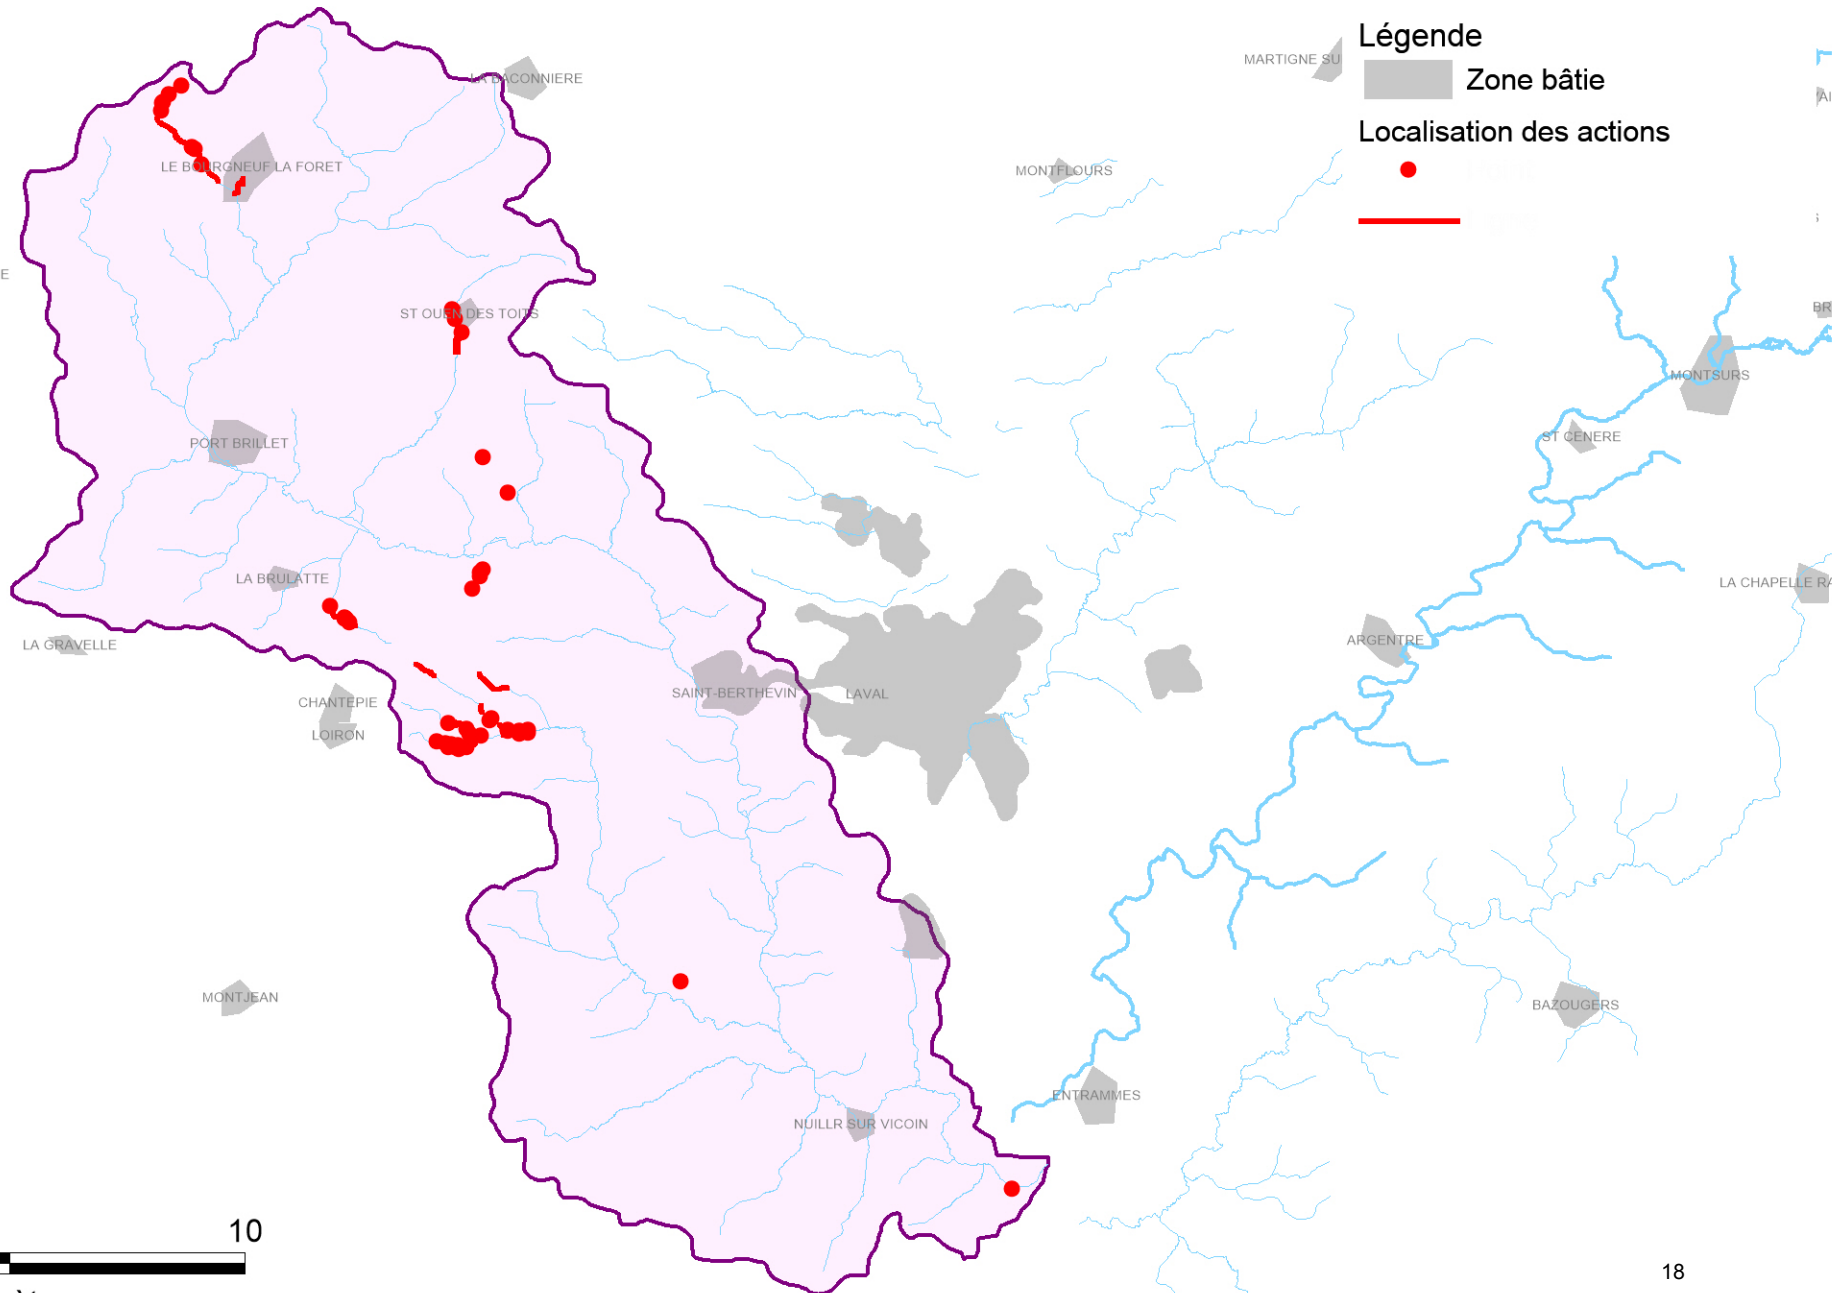 Légende
Zone bâtie
Localisation des actions
MARTIGNE SU
LA BACONNIERE
LE BOURGNEUF LA FORET
MONTFLOURS
E
ST OUEN DES TOITS
BR
MONTSURS
PORT BRILLET
ST CENERE
LA BRULATTE
LA CHAPELLE RA
LA GRAVELLE
ARGENTRE
CHANTEPIE
SAINT-BERTHEVIN
LAVAL
LOIRON
MONTJEAN
BAZOUGERS
ENTRAMMES
NUILLR SUR VICOIN
10
18